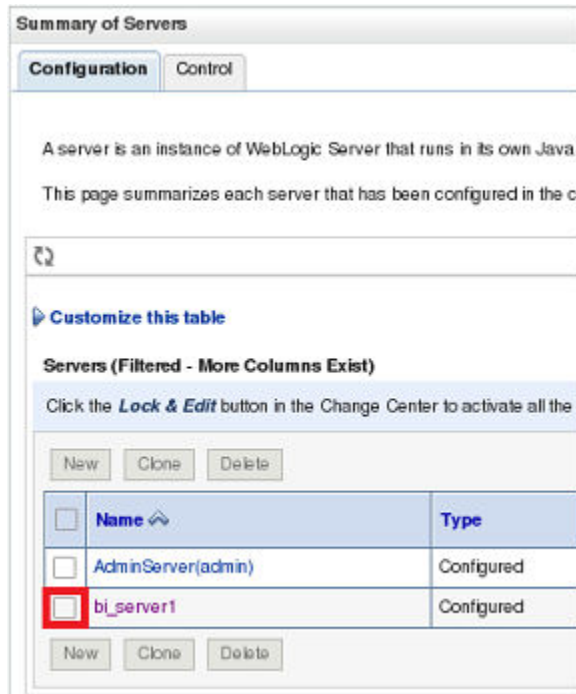 Summary of Servers
Configuration Control
A server is an instance of WebLogic Server that runs in its own Java
This page summarizes each server that has been configured in the c
Customize this table
Servers (Filtered - More Columns Exist)
Click the Lock & Edit button in the Change Center to activate all the
New Clone Delete
Name Type
AdminServer(admin) Configured
bi_server1 Configured
New Clone Delete